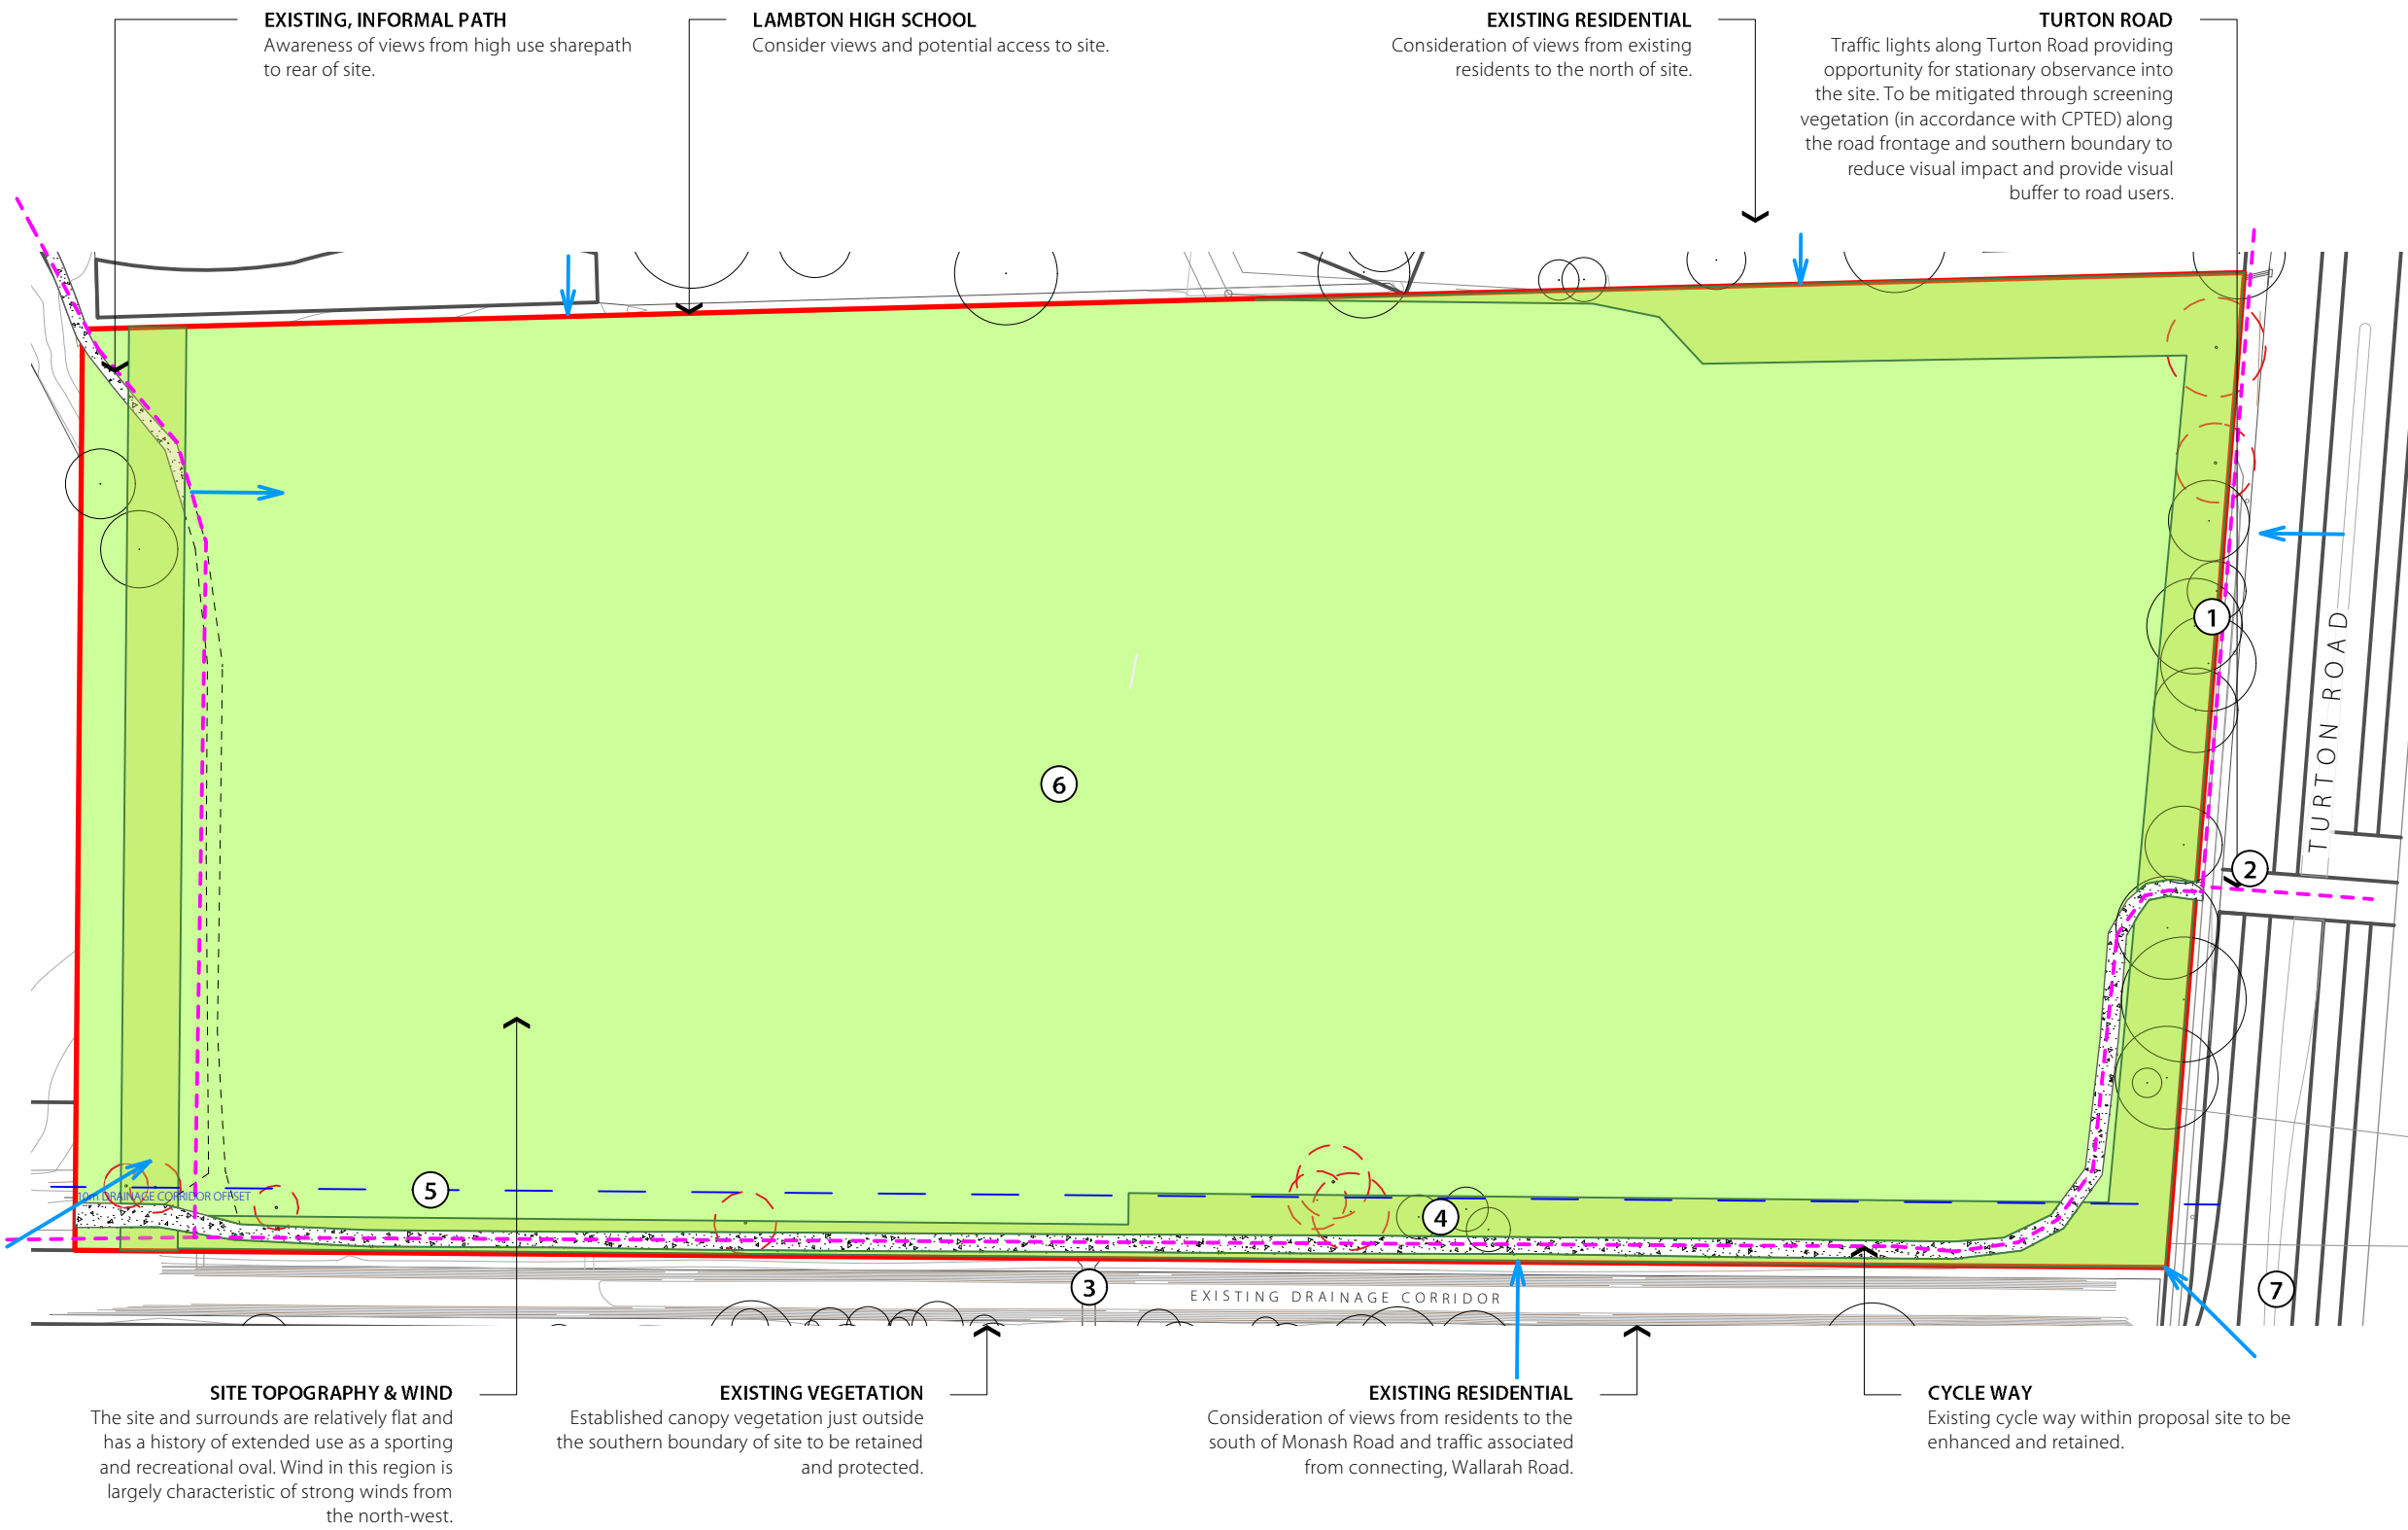 EXISTING, INFORMAL PATH
Awareness of views from high use sharepath
to rear of site.
LAMBTON HIGH SCHOOL
Consider views and potential access to site.
EXISTING RESIDENTIAL
Consideration of views from existing
residents to the north of site.
TURTON ROAD
Traffic lights along Turton Road providing
opportunity for stationary observance into
the site. To be mitigated through screening
vegetation (in accordance with CPTED) along
the road frontage and southern boundary to
reduce visual impact and provide visual
buffer to road users.
1
TURTON ROAD
6
2
5
10m DRAINAGE CORRIDOR OFFSET
4
3
EXISTING DRAINAGE CORRIDOR
7
SITE TOPOGRAPHY & WIND
The site and surrounds are relatively flat and
has a history of extended use as a sporting
and recreational oval. Wind in this region is
largely characteristic of strong winds from
the north-west.
EXISTING VEGETATION
Established canopy vegetation just outside
the southern boundary of site to be retained
and protected.
EXISTING RESIDENTIAL
Consideration of views from residents to the
south of Monash Road and traffic associated
from connecting, Wallarah Road.
CYCLE WAY
Existing cycle way within proposal site to be
enhanced and retained.